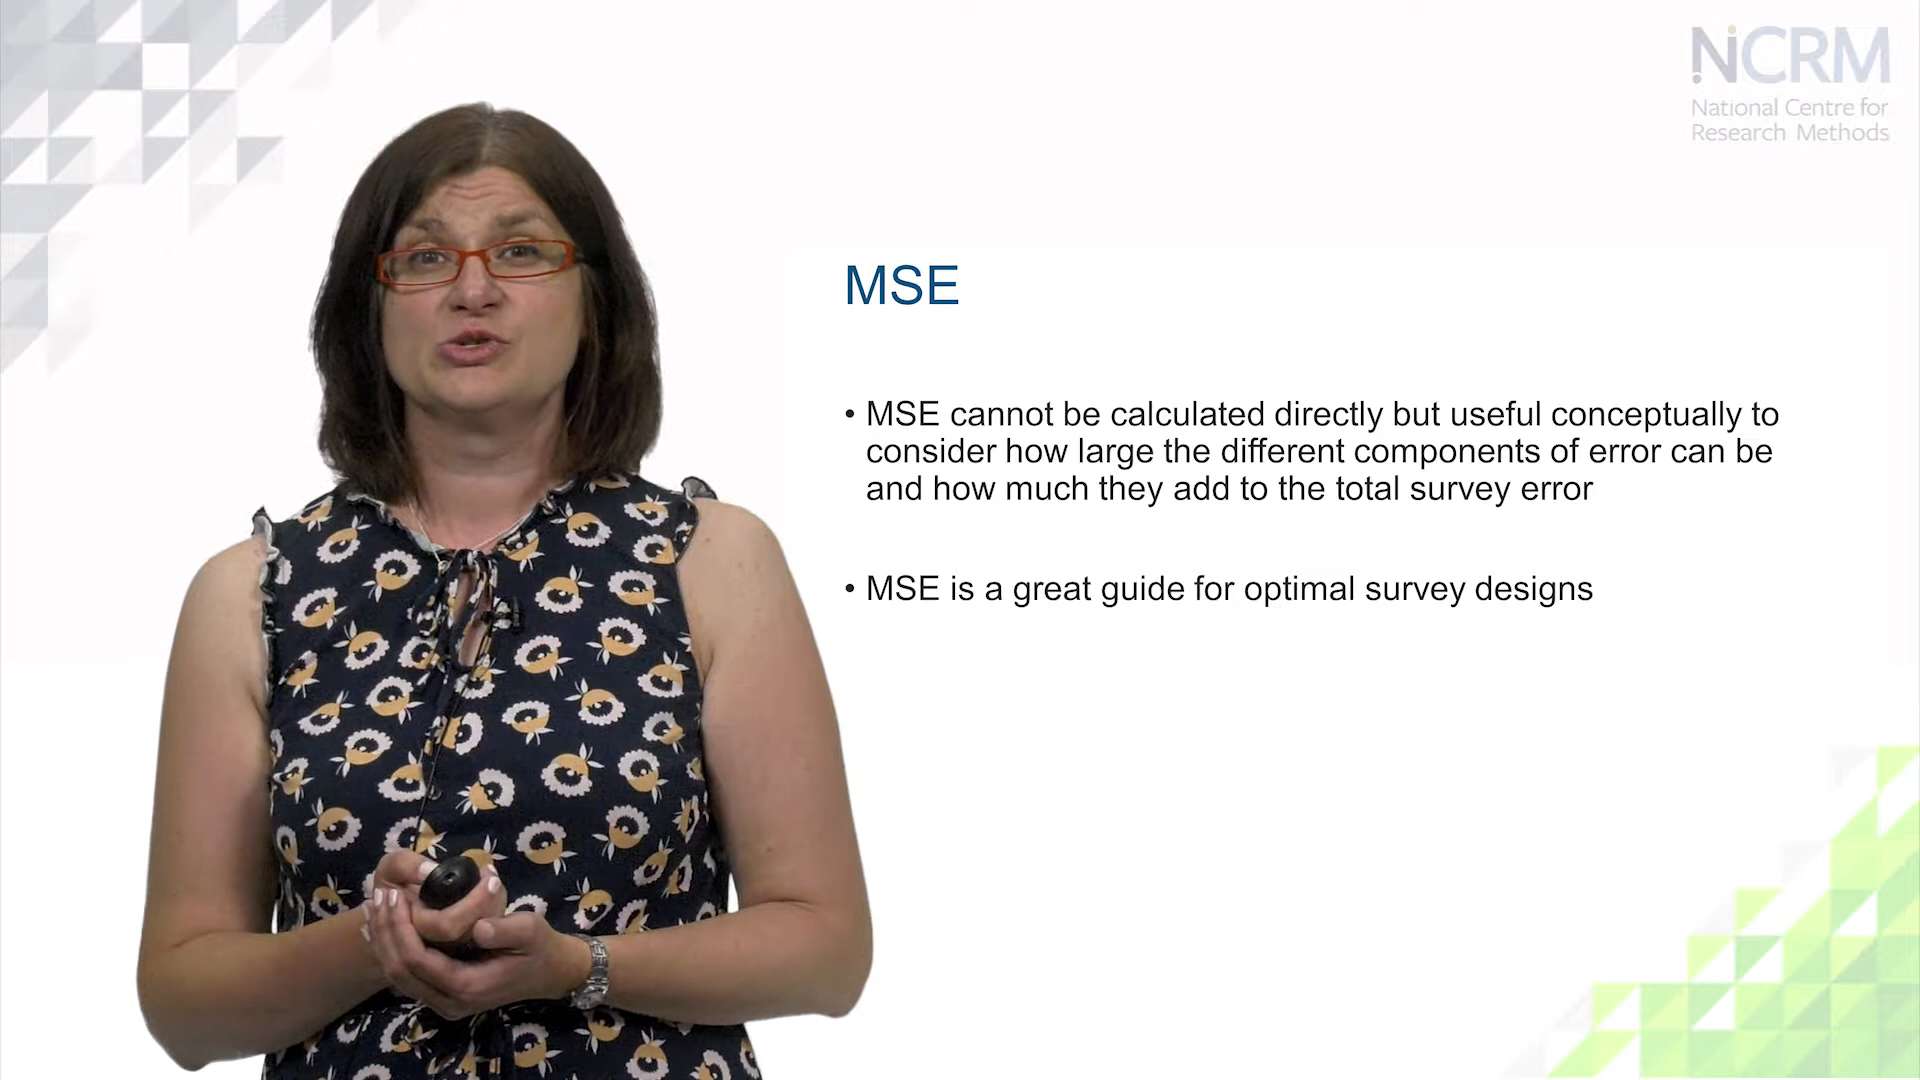 NCRM
National Centre for
Research Methods
MSE
• MSE cannot be calculated directly but useful conceptually to
consider how large the different components of error can be
and how much they add to the total survey error
• MSE is a great guide for optimal survey designs